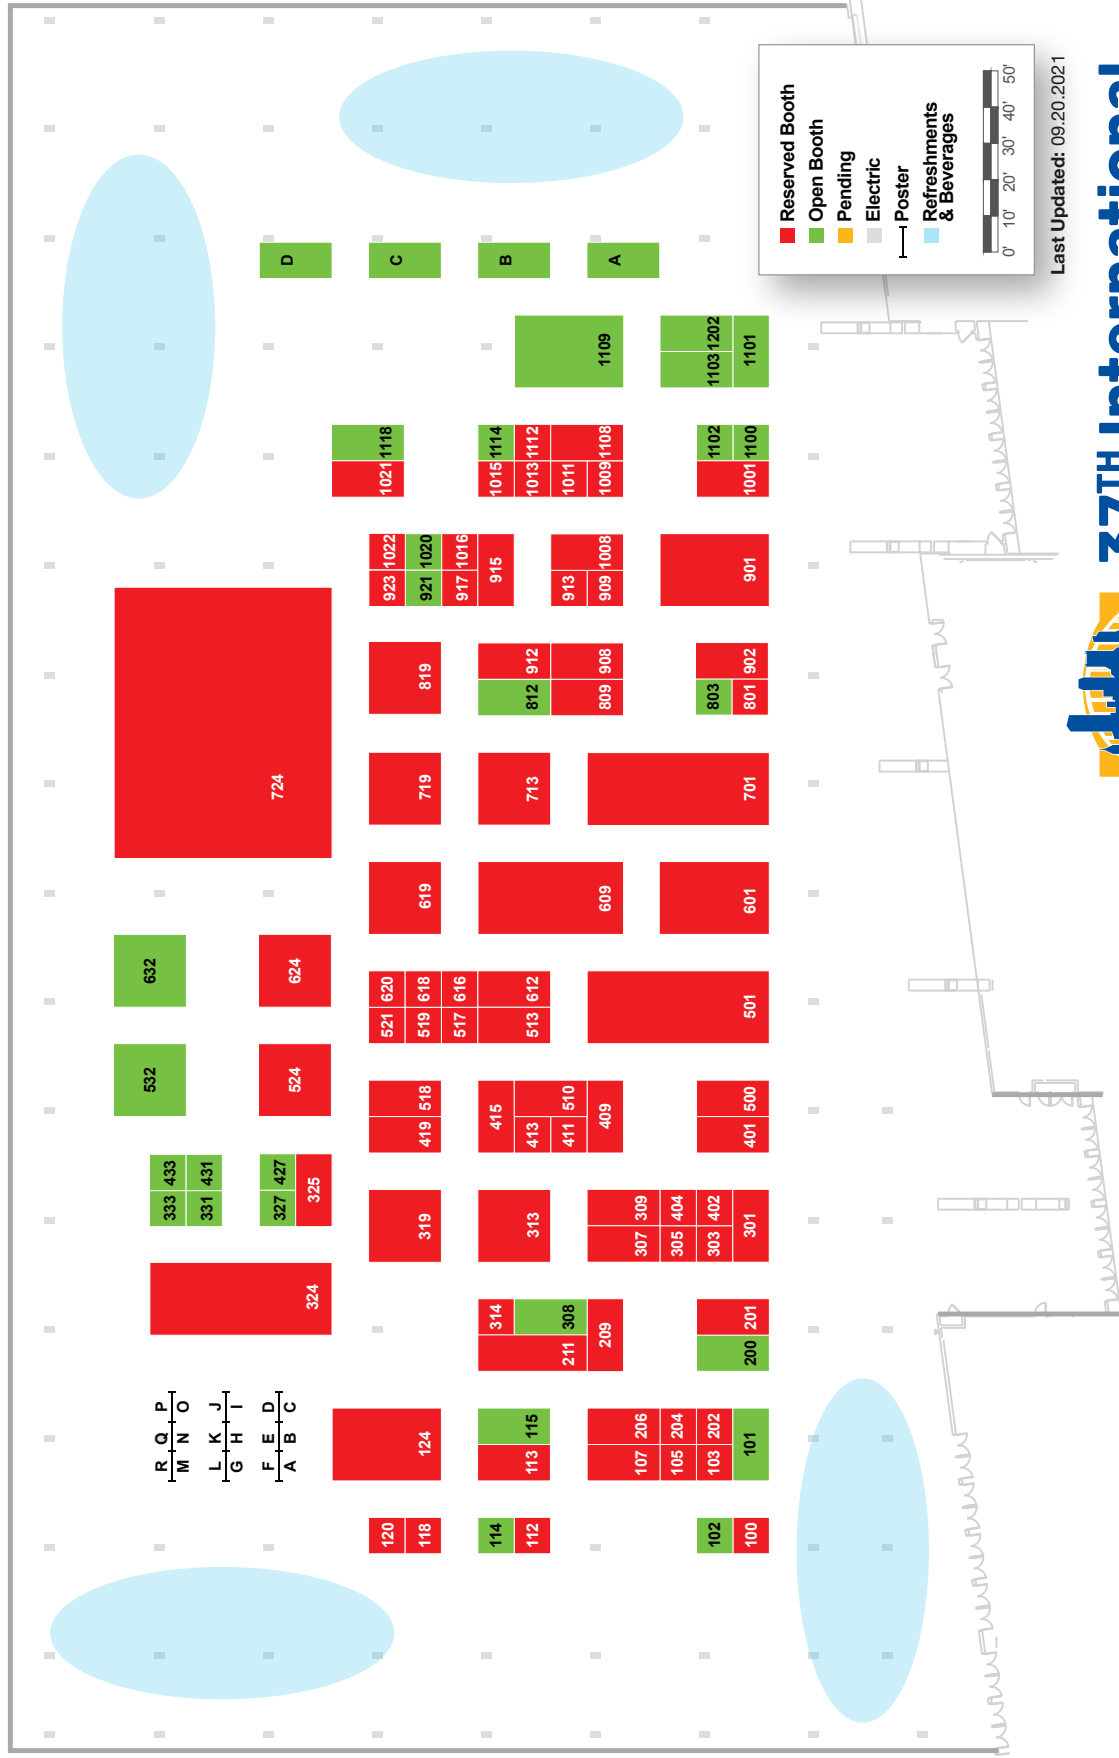 532 632
R Q P
333 433
M N O
331 431
L K J
G H I
F E D
327 427 724 D
A B C
524 624
324 325
120 521 620 923 1022 1021 1118
C
118 124 319 419 518 519 618 619 719 819 921 1020
517 616 917 1016
114 314 415 915 1015 1114
B
112 113 115 313 413 513 612 713 812 912 1013 1112
211 308 411 510 913 1011
209 409 609 809 908 909 1008 1009 1108 1109
A
107 206 307 309
105 204 305 404
102 103 202 303 402 803 1102 1103 1202
100 101 200 201 301 401 500 501 601 701 801 902 901 1001 1100 1101
Reserved Booth
Open Booth
Pending
Electric
Poster
Refreshments
& Beverages
0' 10' 20' 30' 40' 50'
Last Updated: 09.20.2021
37TH International